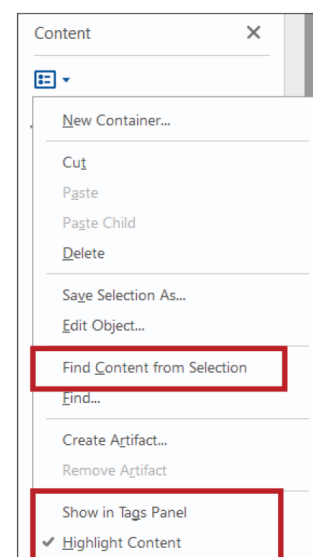 Content
New Container...
Cut
Paste
Paste Child
Delete
Save Selection As...
Edit Object...
Find Content from Selection
Find...
Create Artifact...
Remove Artifact
Show in Tags Panel
Highlight Content